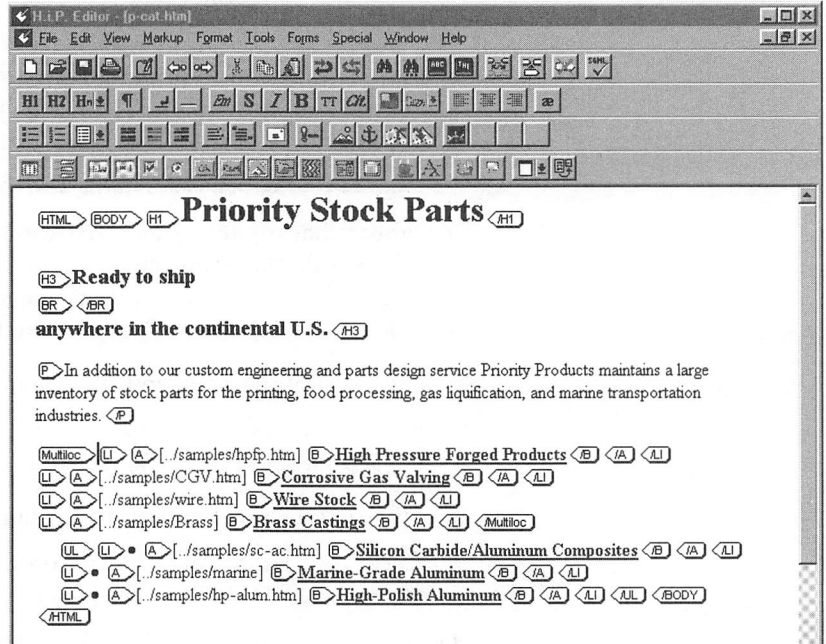 H.i.P. Editor - [p-cat.htm]
File Edit View Markup Format Tools Forms Special Window Help
ABC THE SGML
H1 H2 Hn ¶ Em S I B TT Cit. æ
HTML BODY H1 Priority Stock Parts /H1
H3 Ready to ship
BR /BR
anywhere in the continental U.S. /H3
P In addition to our custom engineering and parts design service Priority Products maintains a large
inventory of stock parts for the printing, food processing, gas liquification, and marine transportation
industries. /P
Multiloc LI A [../samples/hpfp.htm] B High Pressure Forged Products /B /A /LI
LI A [../samples/CGV.htm] B Corrosive Gas Valving /B /A /LI
LI A [../samples/wire.htm] B Wire Stock /B /A /LI
LI A [../samples/Brass] B Brass Castings /B /A /LI /Multiloc
UL LI • A [../samples/sc-ac.htm] B Silicon Carbide/Aluminum Composites /B /A /LI
LI • A [../samples/marine] B Marine-Grade Aluminum /B /A /LI
LI • A [../samples/hp-alum.htm] B High-Polish Aluminum /B /A /LI /UL /BODY
/HTML